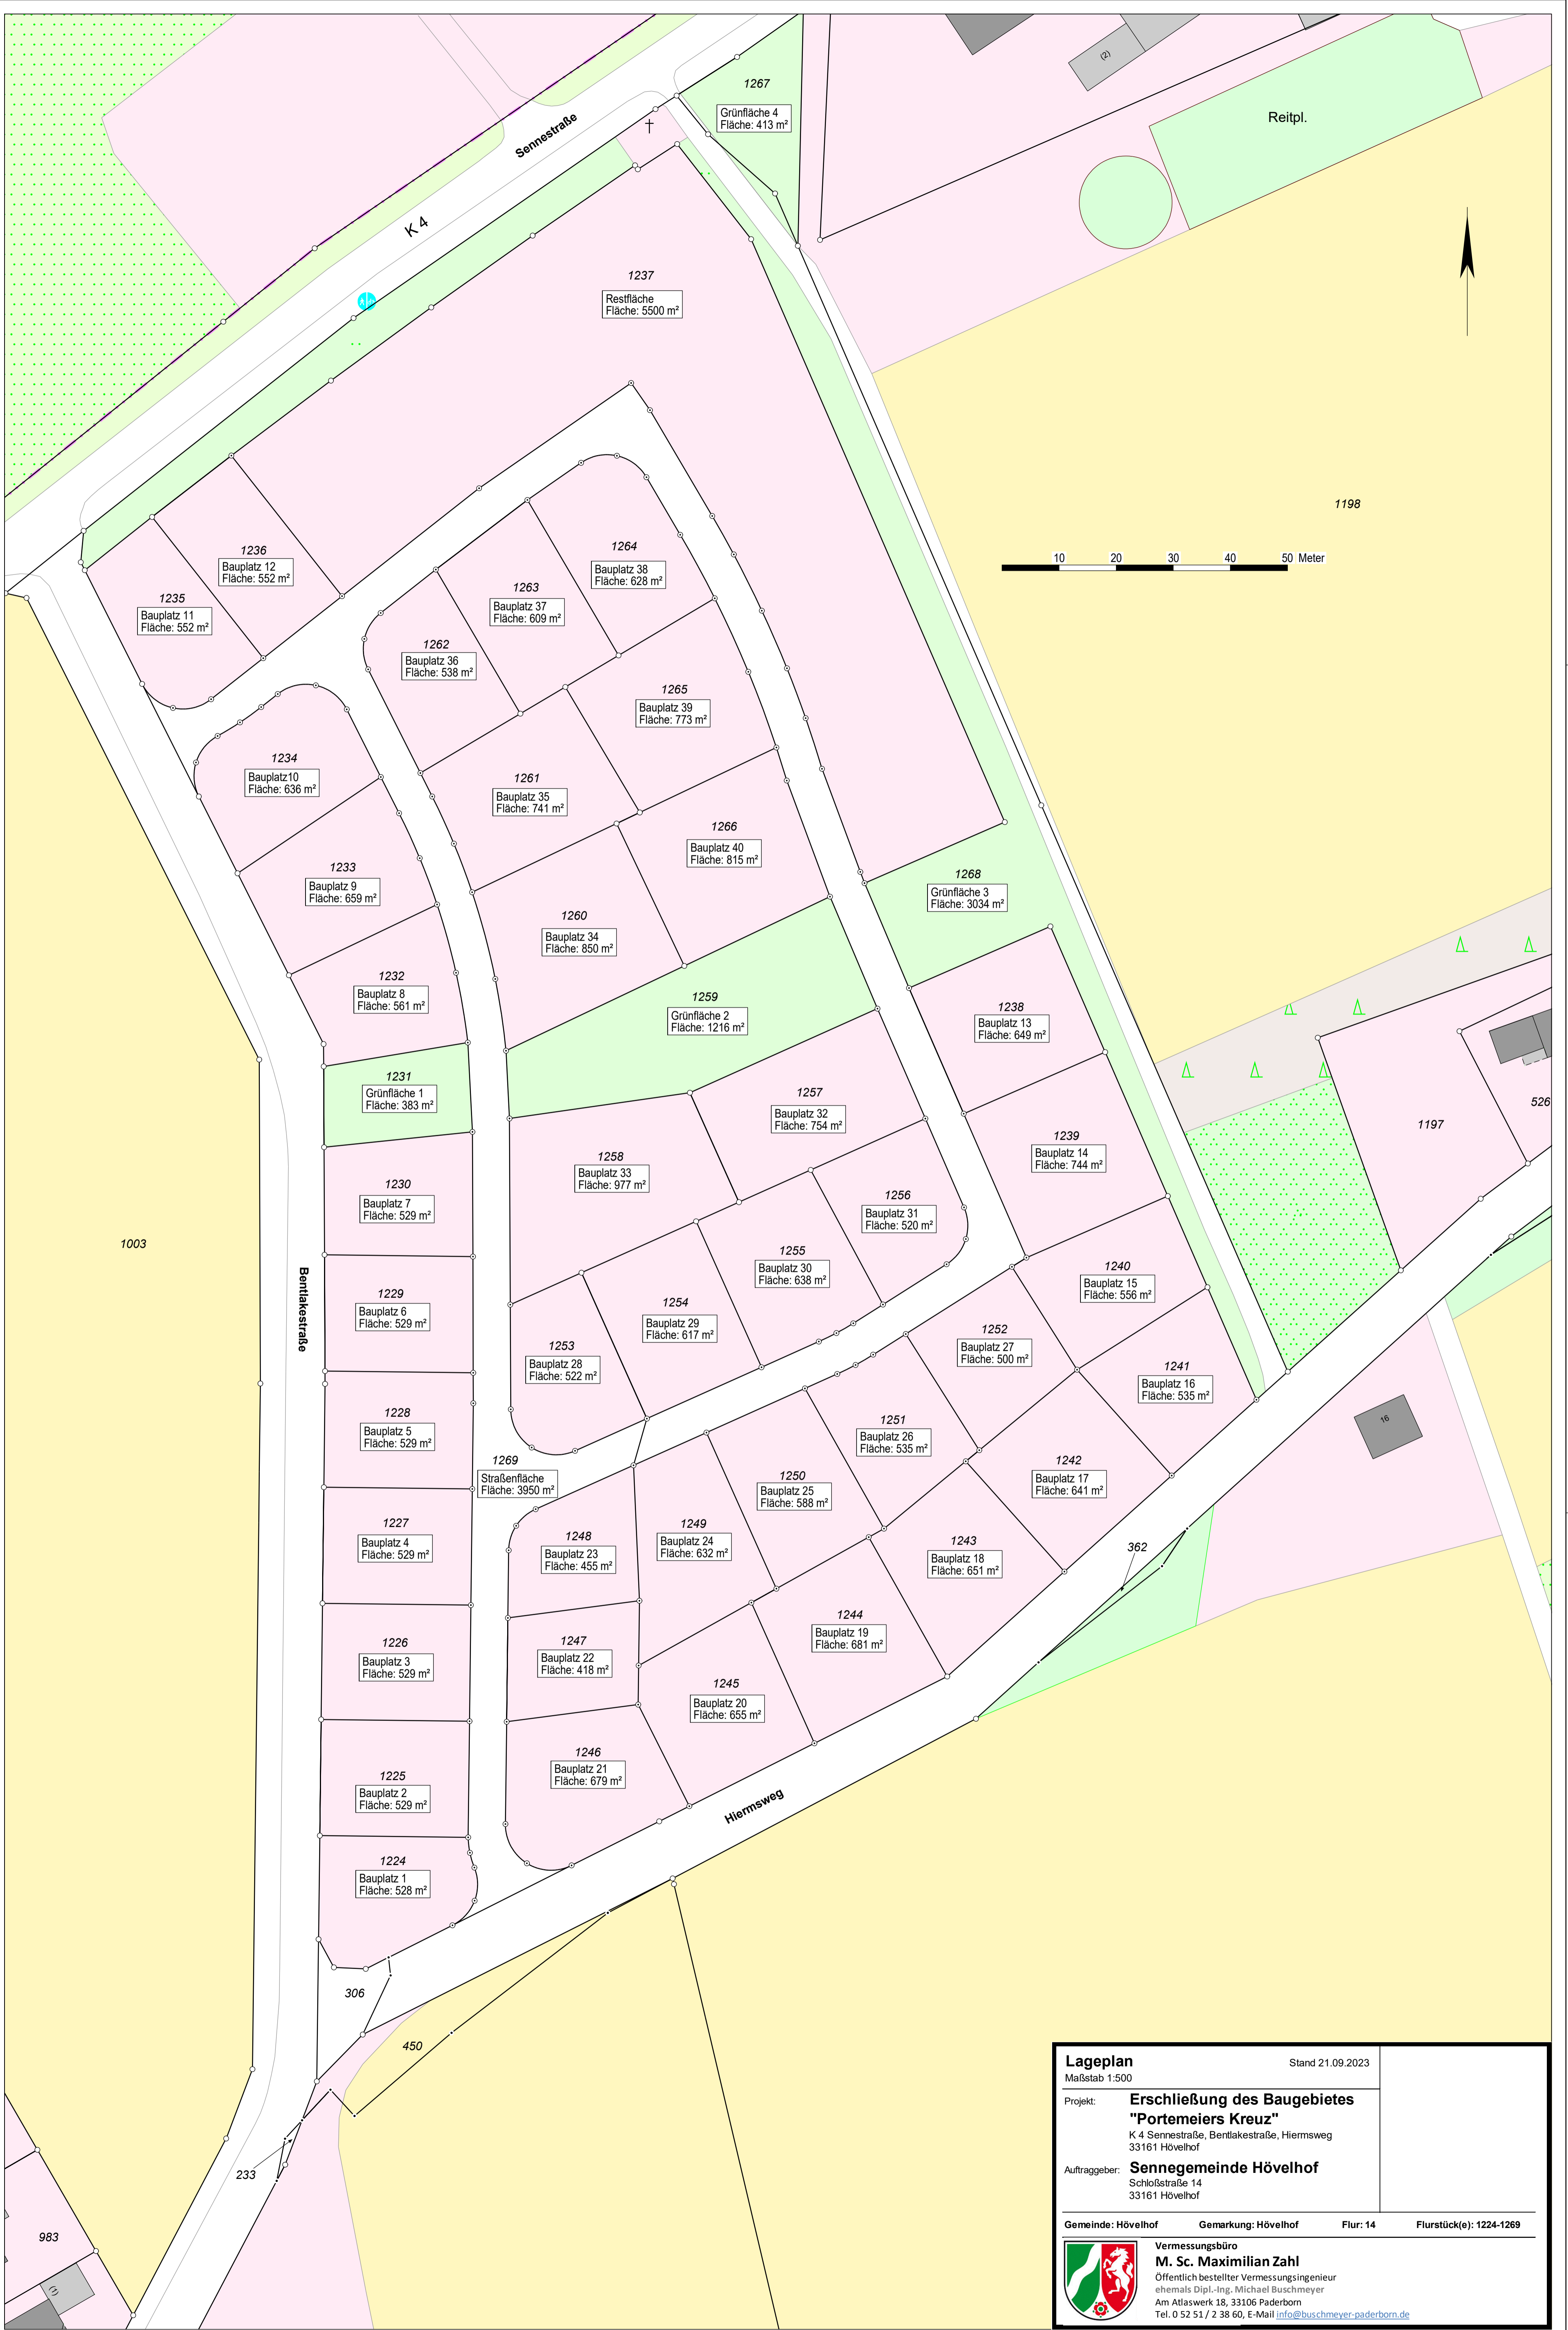 1267
Grünfläche 4
Fläche: 413 m²
(2)
Reitpl.
Sennestraße
K 4
1237
Restfläche
Fläche: 5500 m²
1198
10 20 30 40 50 Meter
1236
Bauplatz 12
Fläche: 552 m²
1235
Bauplatz 11
Fläche: 552 m²
1264
Bauplatz 38
Fläche: 628 m²
1263
Bauplatz 37
Fläche: 609 m²
1262
Bauplatz 36
Fläche: 538 m²
1265
Bauplatz 39
Fläche: 773 m²
1234
Bauplatz10
Fläche: 636 m²
1261
Bauplatz 35
Fläche: 741 m²
1266
Bauplatz 40
Fläche: 815 m²
1233
Bauplatz 9
Fläche: 659 m²
1268
Grünfläche 3
Fläche: 3034 m²
1260
Bauplatz 34
Fläche: 850 m²
1232
Bauplatz 8
Fläche: 561 m²
1259
Grünfläche 2
Fläche: 1216 m²
1238
Bauplatz 13
Fläche: 649 m²
1231
Grünfläche 1
Fläche: 383 m²
1257
Bauplatz 32
Fläche: 754 m²
526
1197
1239
Bauplatz 14
Fläche: 744 m²
1258
Bauplatz 33
Fläche: 977 m²
1230
Bauplatz 7
Fläche: 529 m²
1256
Bauplatz 31
Fläche: 520 m²
1003
Bentlakestraße
1255
Bauplatz 30
Fläche: 638 m²
1240
Bauplatz 15
Fläche: 556 m²
1229
Bauplatz 6
Fläche: 529 m²
1254
Bauplatz 29
Fläche: 617 m²
1252
Bauplatz 27
Fläche: 500 m²
1253
Bauplatz 28
Fläche: 522 m²
1241
Bauplatz 16
Fläche: 535 m²
16
1228
Bauplatz 5
Fläche: 529 m²
1251
Bauplatz 26
Fläche: 535 m²
1269
Straßenfläche
Fläche: 3950 m²
1242
Bauplatz 17
Fläche: 641 m²
1250
Bauplatz 25
Fläche: 588 m²
1227
Bauplatz 4
Fläche: 529 m²
1248
Bauplatz 23
Fläche: 455 m²
1249
Bauplatz 24
Fläche: 632 m²
1243
Bauplatz 18
Fläche: 651 m²
362
1244
Bauplatz 19
Fläche: 681 m²
1226
Bauplatz 3
Fläche: 529 m²
1247
Bauplatz 22
Fläche: 418 m²
1245
Bauplatz 20
Fläche: 655 m²
1246
Bauplatz 21
Fläche: 679 m²
1225
Bauplatz 2
Fläche: 529 m²
Hiermsweg
1224
Bauplatz 1
Fläche: 528 m²
306
450
233
983
(1)
Lageplan
Stand 21.09.2023
Maßstab 1:500
Projekt: Erschließung des Baugebietes
"Portemeiers Kreuz"
K 4 Sennestraße, Bentlakestraße, Hiermsweg
33161 Hövelhof
Auftraggeber: Sennegemeinde Hövelhof
Schloßstraße 14
33161 Hövelhof
Gemeinde: Hövelhof Gemarkung: Hövelhof Flur: 14 Flurstück(e): 1224-1269
Vermessungsbüro
M. Sc. Maximilian Zahl
Öffentlich bestellter Vermessungsingenieur
ehemals Dipl.-Ing. Michael Buschmeyer
Am Atlaswerk 18, 33106 Paderborn
Tel. 0 52 51 / 2 38 60, E-Mail info@buschmeyer-paderborn.de